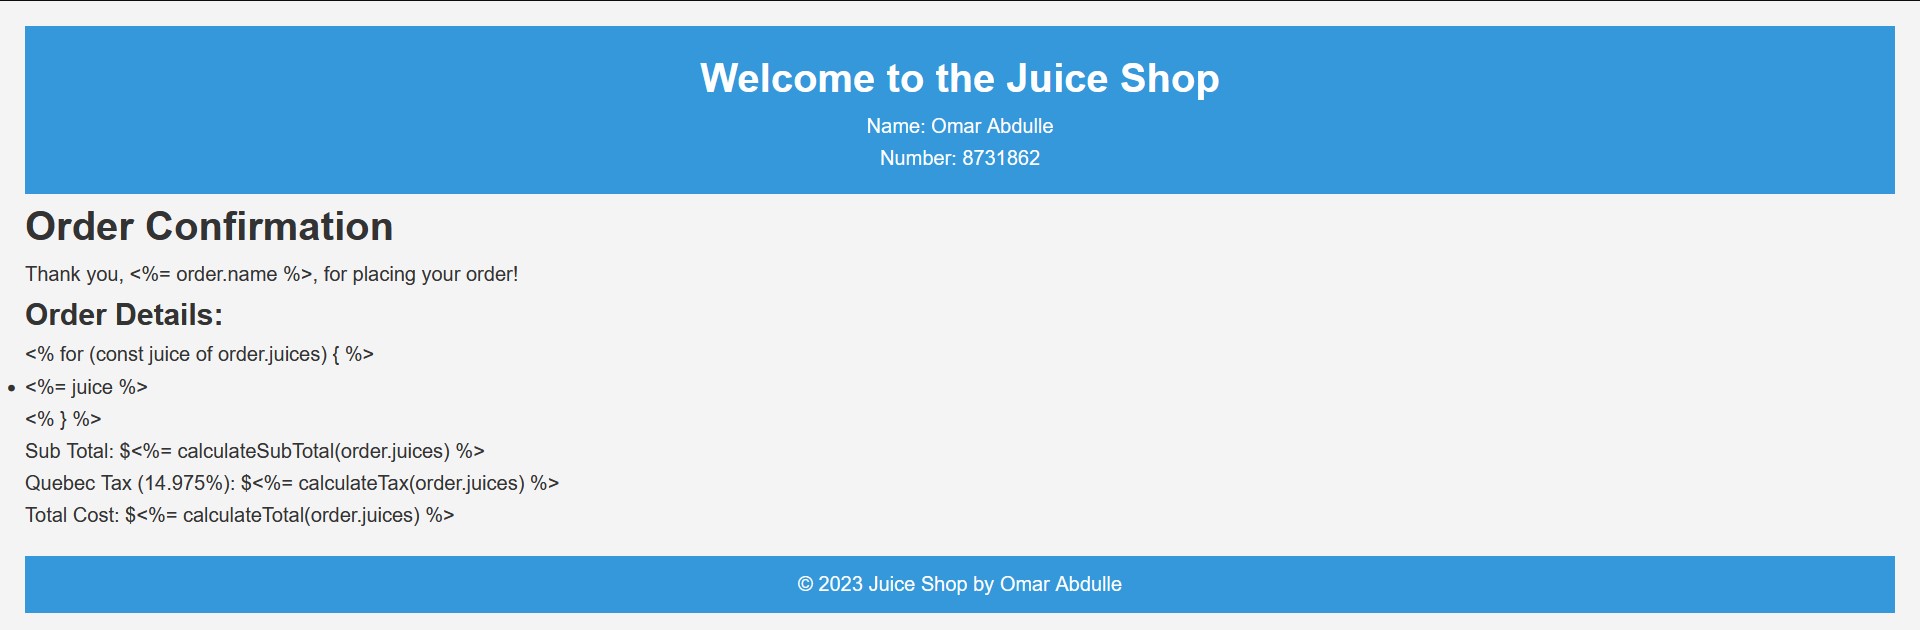 Welcome to the Juice Shop
Name: Omar Abdulle
Number: 8731862
Order Confirmation
Thank you, <%= order.name %>, for placing your order!
Order Details:
<% for (const juice of order.juices) { %>
• <%= juice %>
<% } %>
Sub Total: $<%= calculateSubTotal(order.juices) %>
Quebec Tax (14.975%): $<%= calculateTax(order.juices) %>
Total Cost: $<%= calculateTotal(order.juices) %>
© 2023 Juice Shop by Omar Abdulle